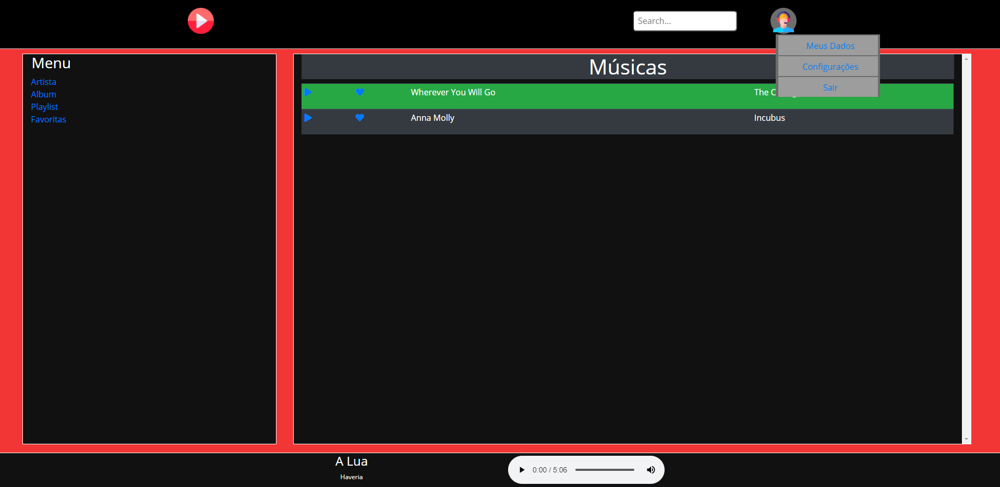 Search...
Meus Dados
Configurações
Sair
Menu
Artista
Album
Playlist
Favoritas
Músicas
Wherever You Will Go
The
Anna Molly
Incubus
A Lua
Haveria
0:00 / 5:06